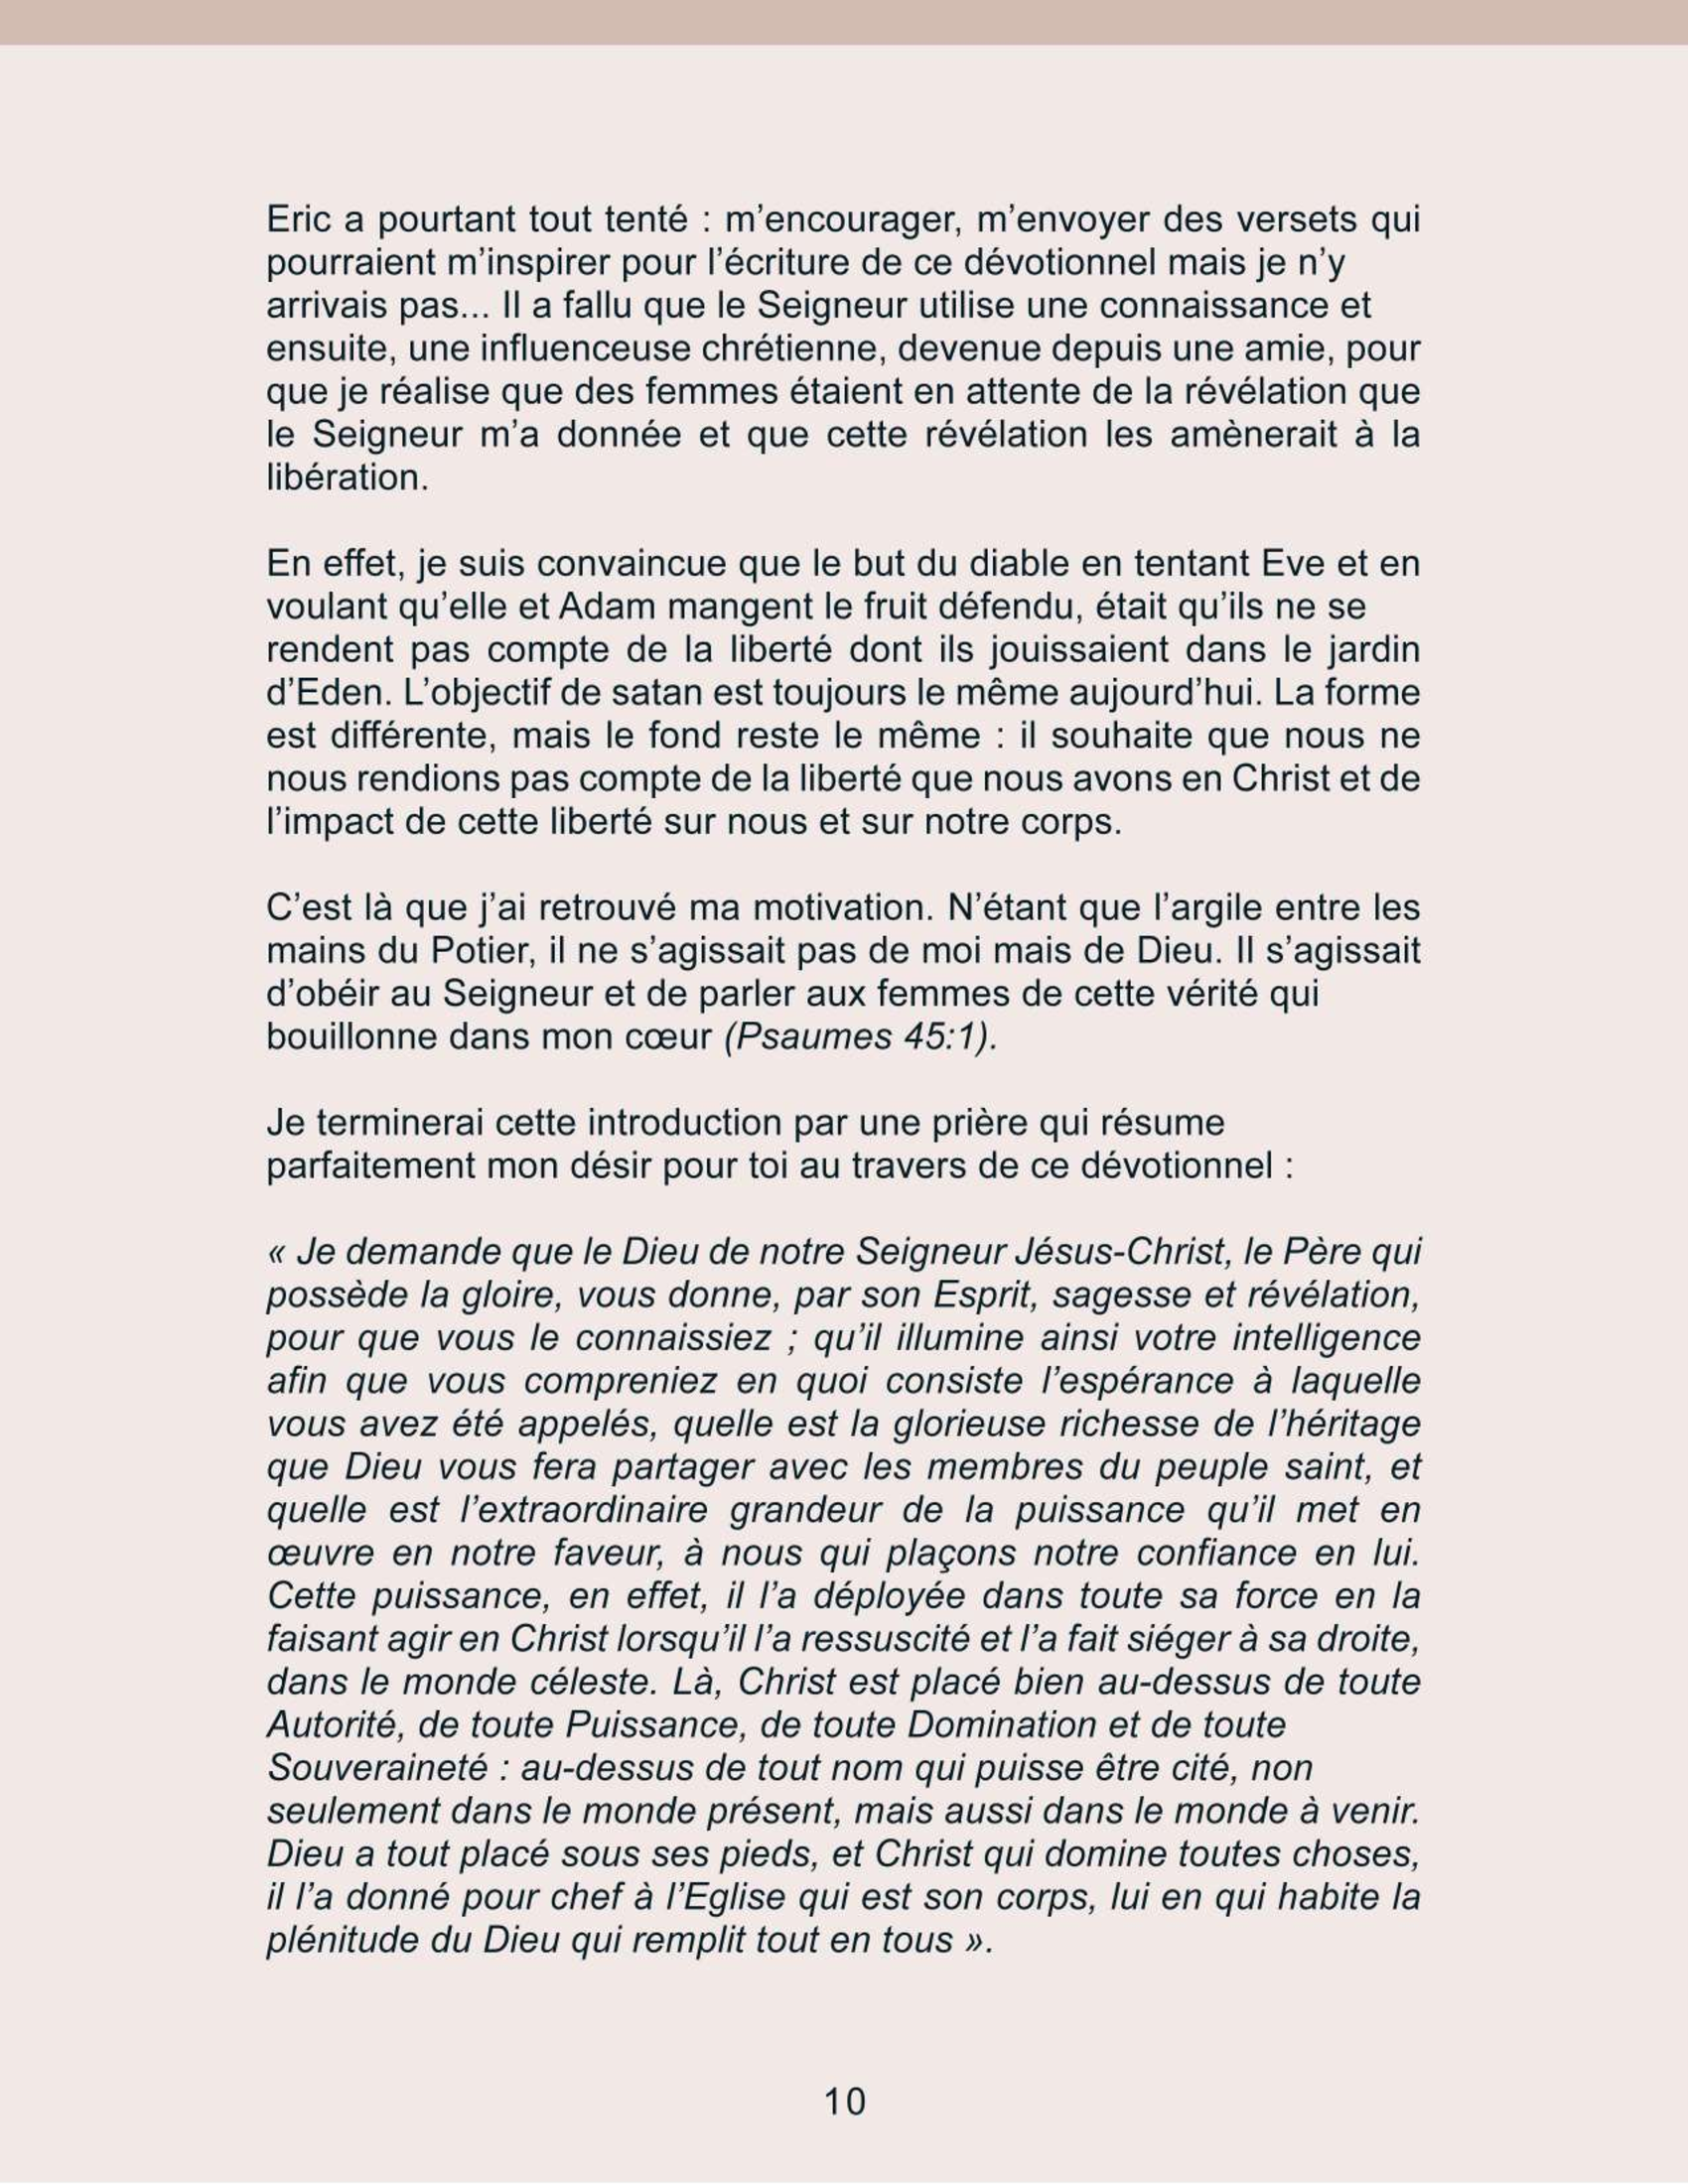 Eric a pourtant tout tenté : m’encourager, m’envoyer des versets qui
pourraient m’inspirer pour l’écriture de ce dévotionnel mais je n’y
arrivais pas... Il a fallu que le Seigneur utilise une connaissance et
ensuite, une influenceuse chrétienne, devenue depuis une amie, pour
que je réalise que des femmes étaient en attente de la révélation que
le Seigneur m’a donnée et que cette révélation les amènerait à la
libération.
En effet, je suis convaincue que le but du diable en tentant Eve et en
voulant qu’elle et Adam mangent le fruit défendu, était qu’ils ne se
rendent pas compte de la liberté dont ils jouissaient dans le jardin
d’Eden. L’objectif de satan est toujours le même aujourd’hui. La forme
est différente, mais le fond reste le même : il souhaite que nous ne
nous rendions pas compte de la liberté que nous avons en Christ et de
l’impact de cette liberté sur nous et sur notre corps.
C’est là que j’ai retrouvé ma motivation. N’étant que l’argile entre les
mains du Potier, il ne s’agissait pas de moi mais de Dieu. Il s’agissait
d’obéir au Seigneur et de parler aux femmes de cette vérité qui
bouillonne dans mon cœur (Psaumes 45:1).
Je terminerai cette introduction par une prière qui résume
parfaitement mon désir pour toi au travers de ce dévotionnel :
« Je demande que le Dieu de notre Seigneur Jésus-Christ, le Père qui
possède la gloire, vous donne, par son Esprit, sagesse et révélation,
pour que vous le connaissiez ; qu’il illumine ainsi votre intelligence
afin que vous compreniez en quoi consiste l’espérance à laquelle
vous avez été appelés, quelle est la glorieuse richesse de l’héritage
que Dieu vous fera partager avec les membres du peuple saint, et
quelle est l’extraordinaire grandeur de la puissance qu’il met en
œuvre en notre faveur, à nous qui plaçons notre confiance en lui.
Cette puissance, en effet, il l’a déployée dans toute sa force en la
faisant agir en Christ lorsqu’il l’a ressuscité et l’a fait siéger à sa droite,
dans le monde céleste. Là, Christ est placé bien au-dessus de toute
Autorité, de toute Puissance, de toute Domination et de toute
Souveraineté : au-dessus de tout nom qui puisse être cité, non
seulement dans le monde présent, mais aussi dans le monde à venir.
Dieu a tout placé sous ses pieds, et Christ qui domine toutes choses,
il l’a donné pour chef à l’Eglise qui est son corps, lui en qui habite la
plénitude du Dieu qui remplit tout en tous ».
10